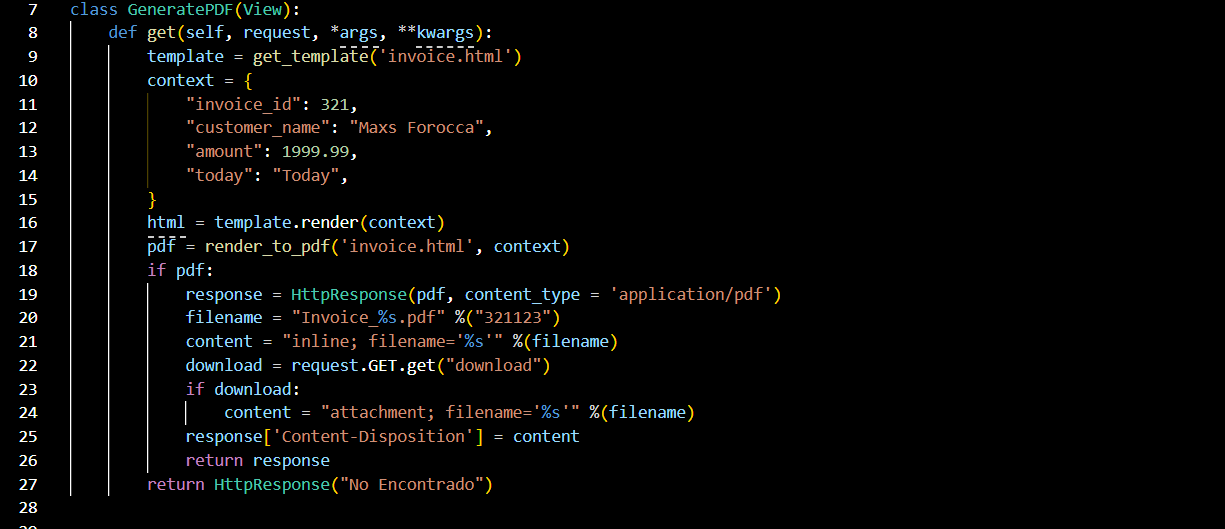 7 class GeneratePDF(View):
8 def get(self, request, *args, **kwargs):
9 template = get_template('invoice.html')
10 context = {
11 "invoice_id": 321,
12 "customer_name": "Maxs Forocca",
13 "amount": 1999.99,
14 "today": "Today",
15 }
16 html = template.render(context)
17 pdf = render_to_pdf('invoice.html', context)
18 if pdf:
19 response = HttpResponse(pdf, content_type = 'application/pdf')
20 filename = "Invoice_%s.pdf" %("321123")
21 content = "inline; filename='%s'" %(filename)
22 download = request.GET.get("download")
23 if download:
24 content = "attachment; filename='%s'" %(filename)
25 response['Content-Disposition'] = content
26 return response
27 return HttpResponse("No Encontrado")
28